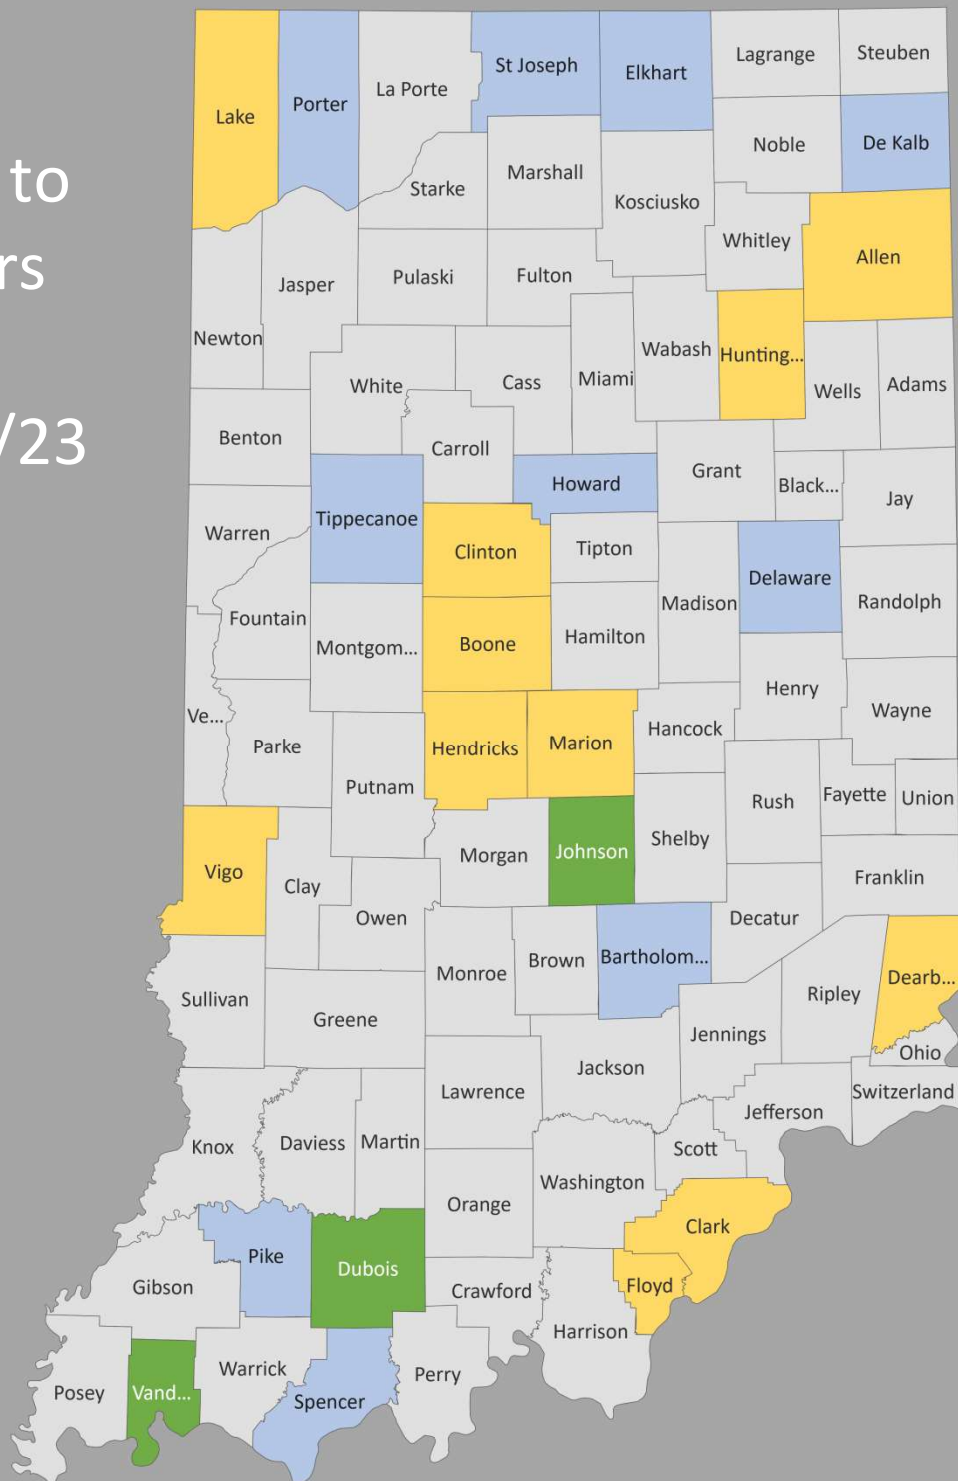 to
rs
/23
Lagrange
Steuben
St Joseph
Elkhart
La Porte
Porter
Lake
Noble
De Kalb
Marshall
Starke
Kosciusko
Whitley
Allen
Jasper
Pulaski
Fulton
Newton
Wabash
Hunting...
White
Cass
Miami
Wells
Adams
Benton
Carroll
Grant
Howard
Black...
Jay
Tippecanoe
Warren
Clinton
Tipton
Delaware
Madison
Randolph
Fountain
Montgom...
Boone
Hamilton
Henry
Ve...
Parke
Hendricks
Marion
Hancock
Wayne
Putnam
Rush
Fayette
Union
Morgan
Johnson
Shelby
Vigo
Clay
Franklin
Owen
Decatur
Monroe
Brown
Bartholom...
Dearb...
Sullivan
Ripley
Greene
Jennings
Ohio
Jackson
Lawrence
Switzerland
Jefferson
Knox
Daviess
Martin
Scott
Washington
Orange
Clark
Pike
Dubois
Gibson
Crawford
Floyd
Harrison
Warrick
Perry
Posey
Vand...
Spencer